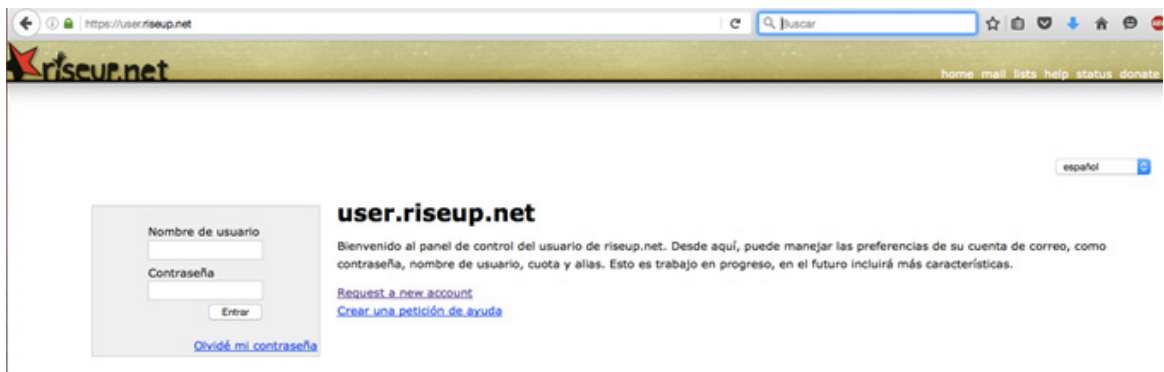 https://user.riseup.net
Buscar
riseup.net
home mail lists help status donate
español
user.riseup.net
Nombre de usuario
Contraseña
Entrar
Olvidé mi contraseña
Bienvenido al panel de control del usuario de riseup.net. Desde aquí, puede manejar las preferencias de su cuenta de correo, como
contraseña, nombre de usuario, cuota y alias. Esto es trabajo en progreso, en el futuro incluirá más características.
Request a new account
Crear una petición de ayuda